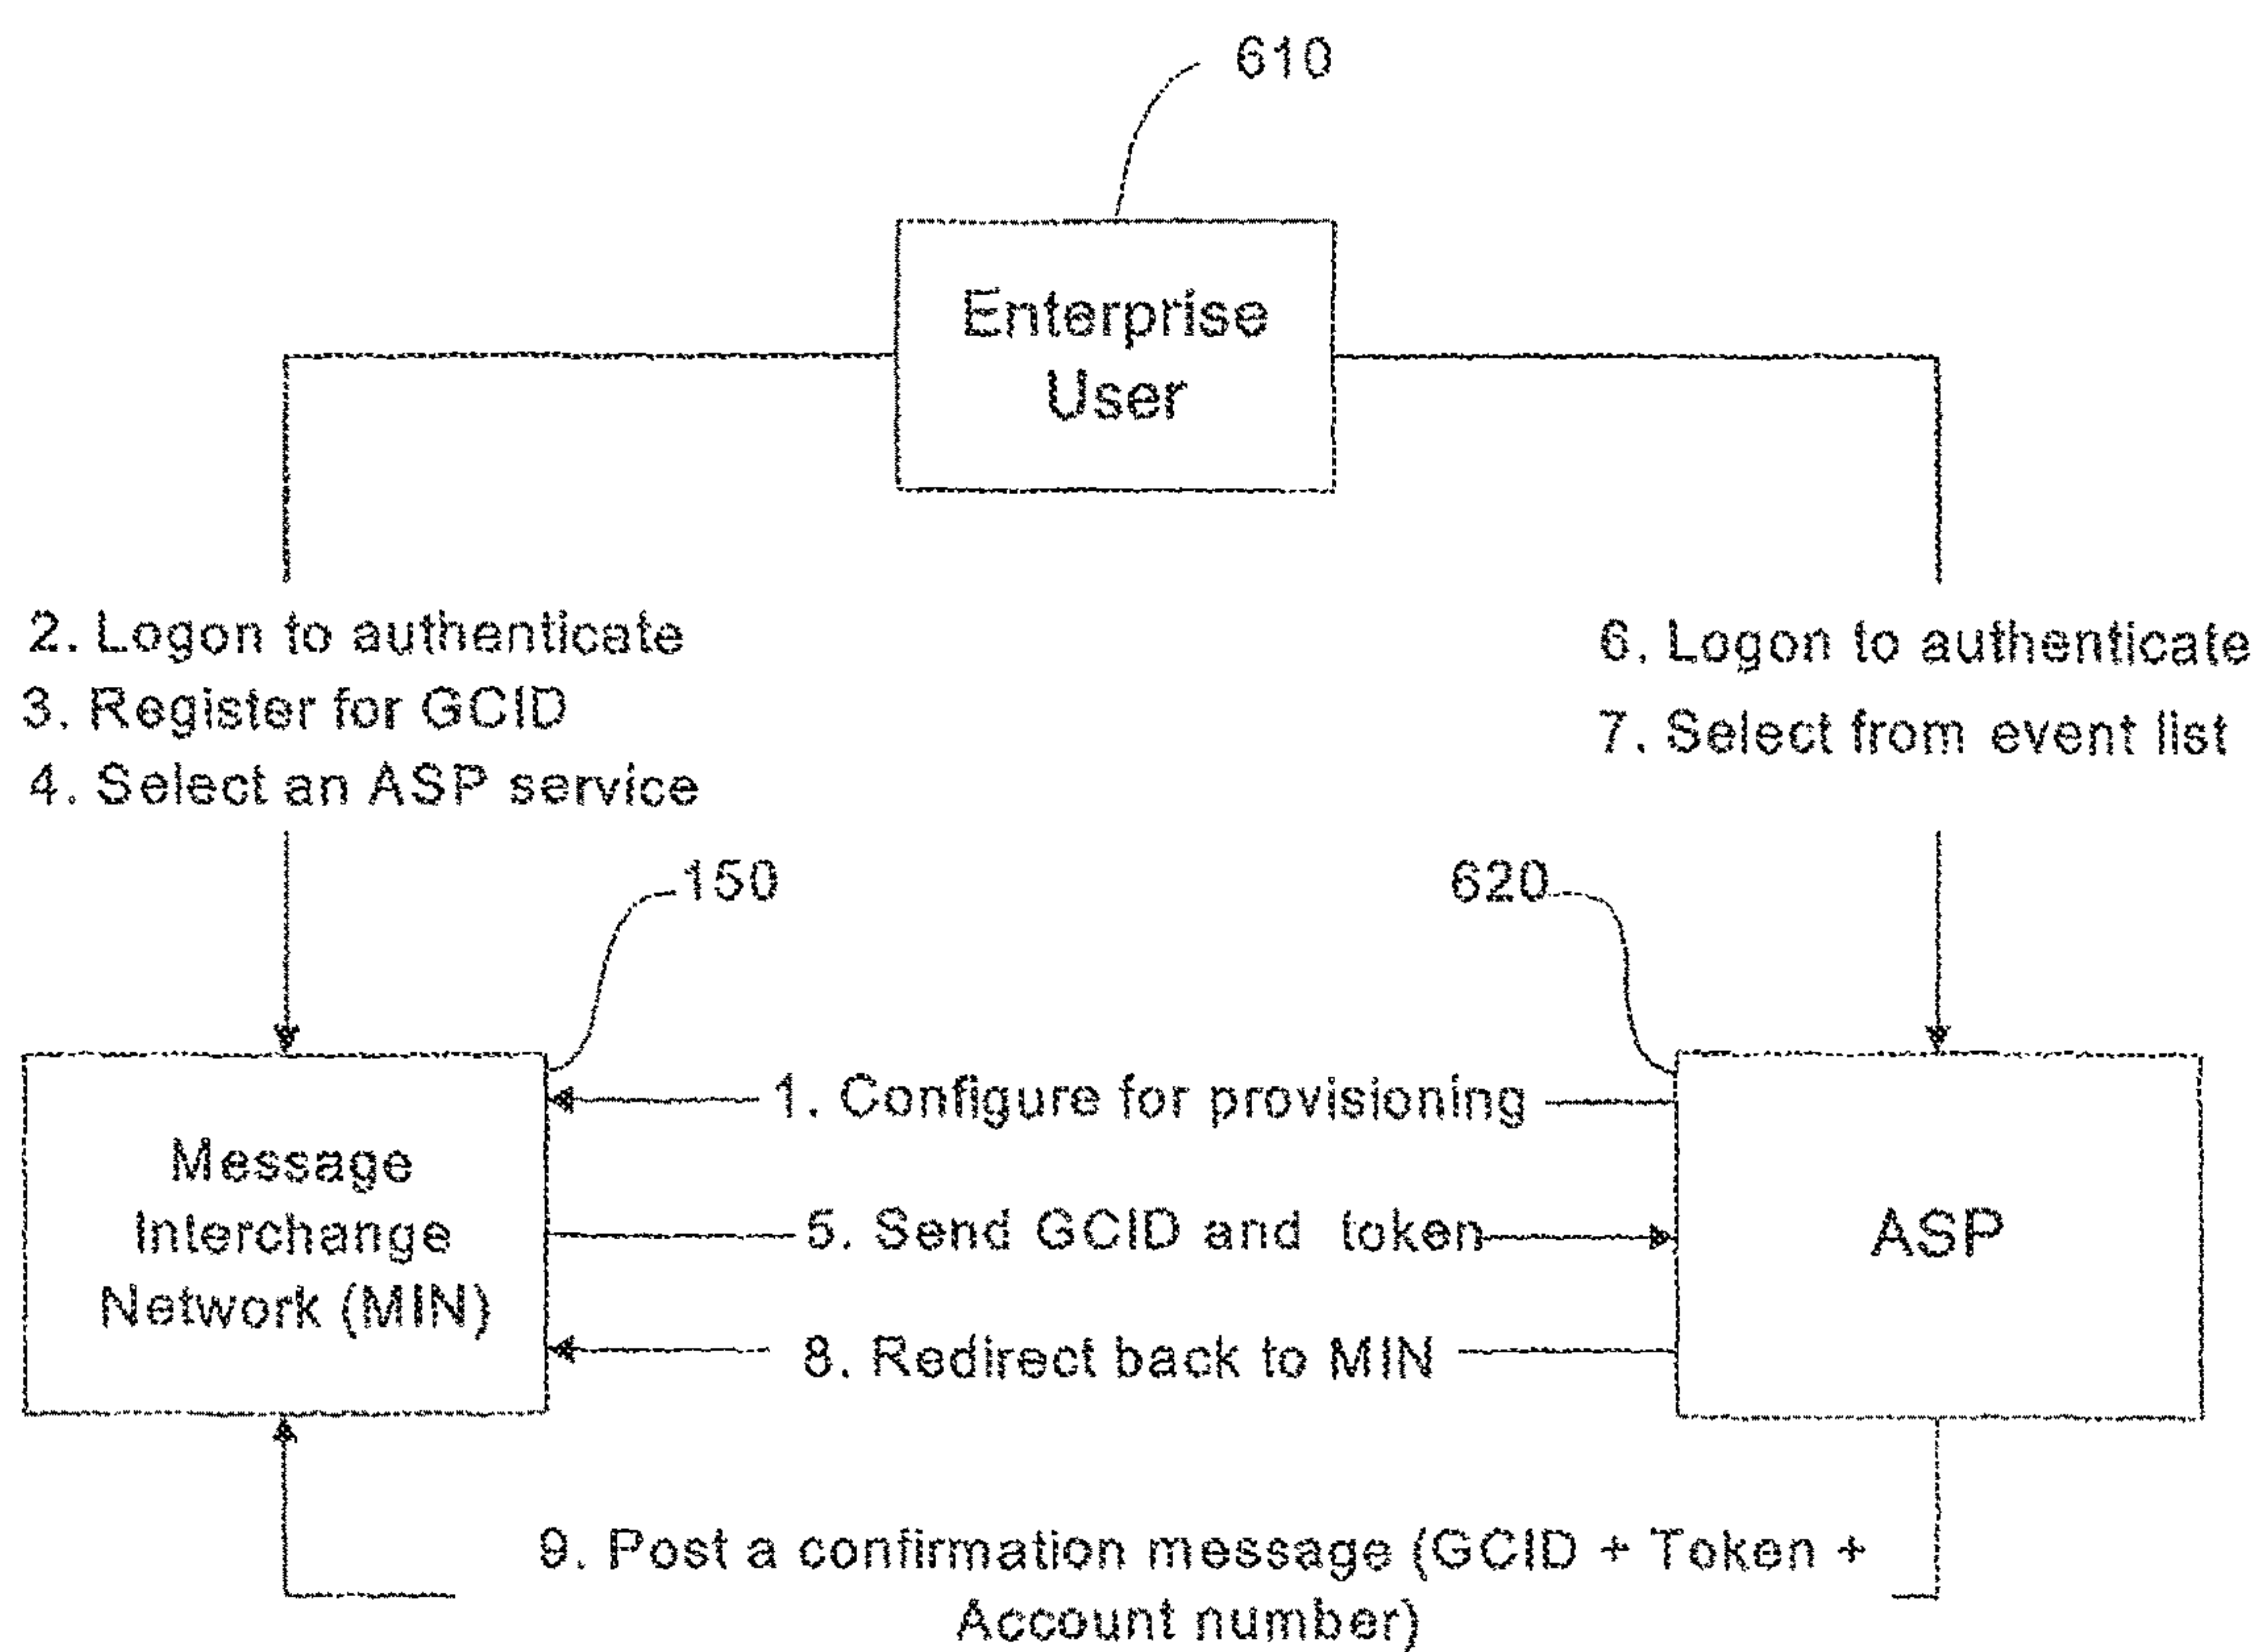 610
Enterprise
User
2. Logon to authenticate
3. Register for GCID
4. Select an ASP service
6. Logon to authenticate
7. Select from event list
150
620
1. Configure for provisioning
Message
Interchange
Network (MIN)
5. Send GCID and token
ASP
8. Redirect back to MIN
9. Post a confirmation message (GCID + Token +
Account number)